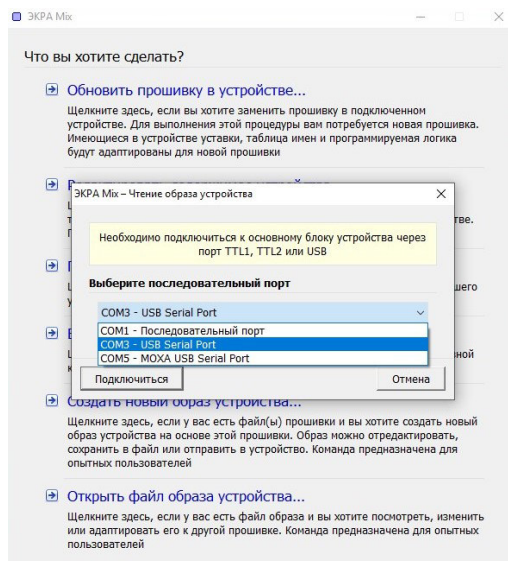 ЭКРА Mix
Что вы хотите сделать?
Обновить прошивку в устройстве...
Щелкните здесь, если вы хотите заменить прошивку в подключенном
устройстве. Для выполнения этой процедуры вам потребуется новая прошивка.
Имеющиеся в устройстве уставки, таблица имен и программируемая логика
будут адаптированы для новой прошивки
ЭКРА Mix – Чтение образа устройства
тве.
Необходимо подключиться к основному блоку устройства через
порт TTL1, TTL2 или USB
Выберите последовательный порт
шего
COM3 - USB Serial Port
COM1 - Последовательный порт
COM3 - USB Serial Port
COM5 - MOXA USB Serial Port
ной
Подключиться
Отмена
Создать новый образ устройства...
Щелкните здесь, если у вас есть файл(ы) прошивки и вы хотите создать новый
образ устройства на основе этой прошивки. Образ можно отредактировать,
сохранить в файл или отправить в устройство. Команда предназначена для
опытных пользователей
Открыть файл образа устройства...
Щелкните здесь, если у вас есть файл образа и вы хотите посмотреть, изменить
или адаптировать его к другой прошивке. Команда предназначена для опытных
пользователей